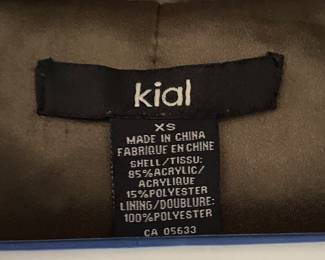 kial
XS
MADE IN CHINA
FABRIQUE EN CHINE
SHELL/TISSU:
85% ACRYLIC/
ACRYLIQUE
15% POLYESTER
LINING/DOUBLURE:
100% POLYESTER
CA 05633